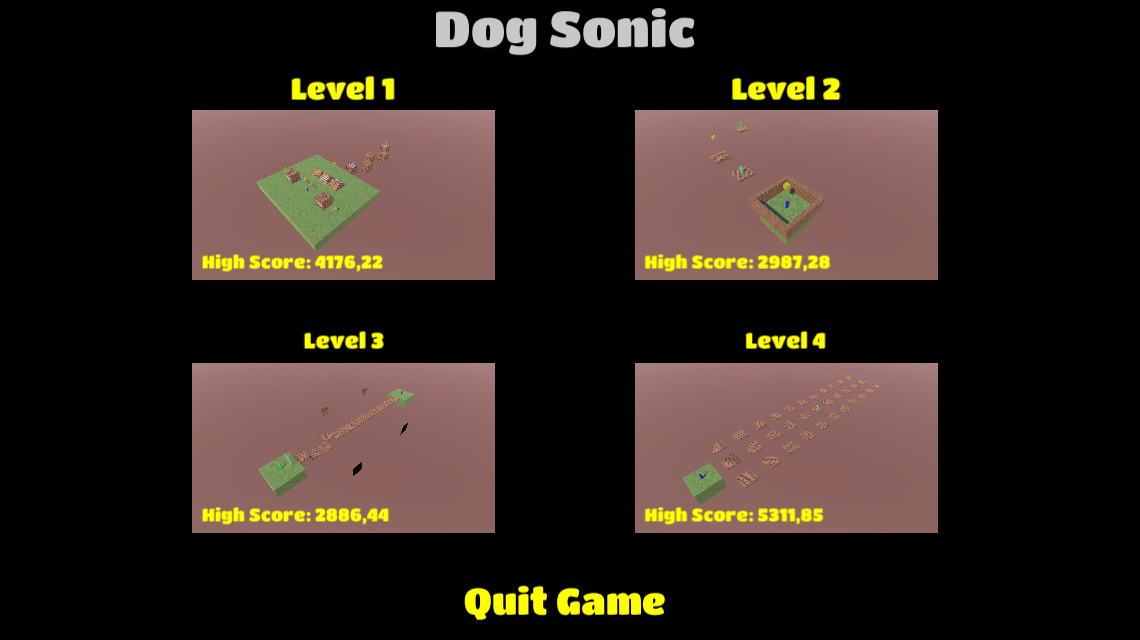 Dog Sonic
Level 1
Level 2
High Score: 4176,22
High Score: 2987,28
Level 3
Level 4
High Score: 2886,44
High Score: 5311,85
Quit Game